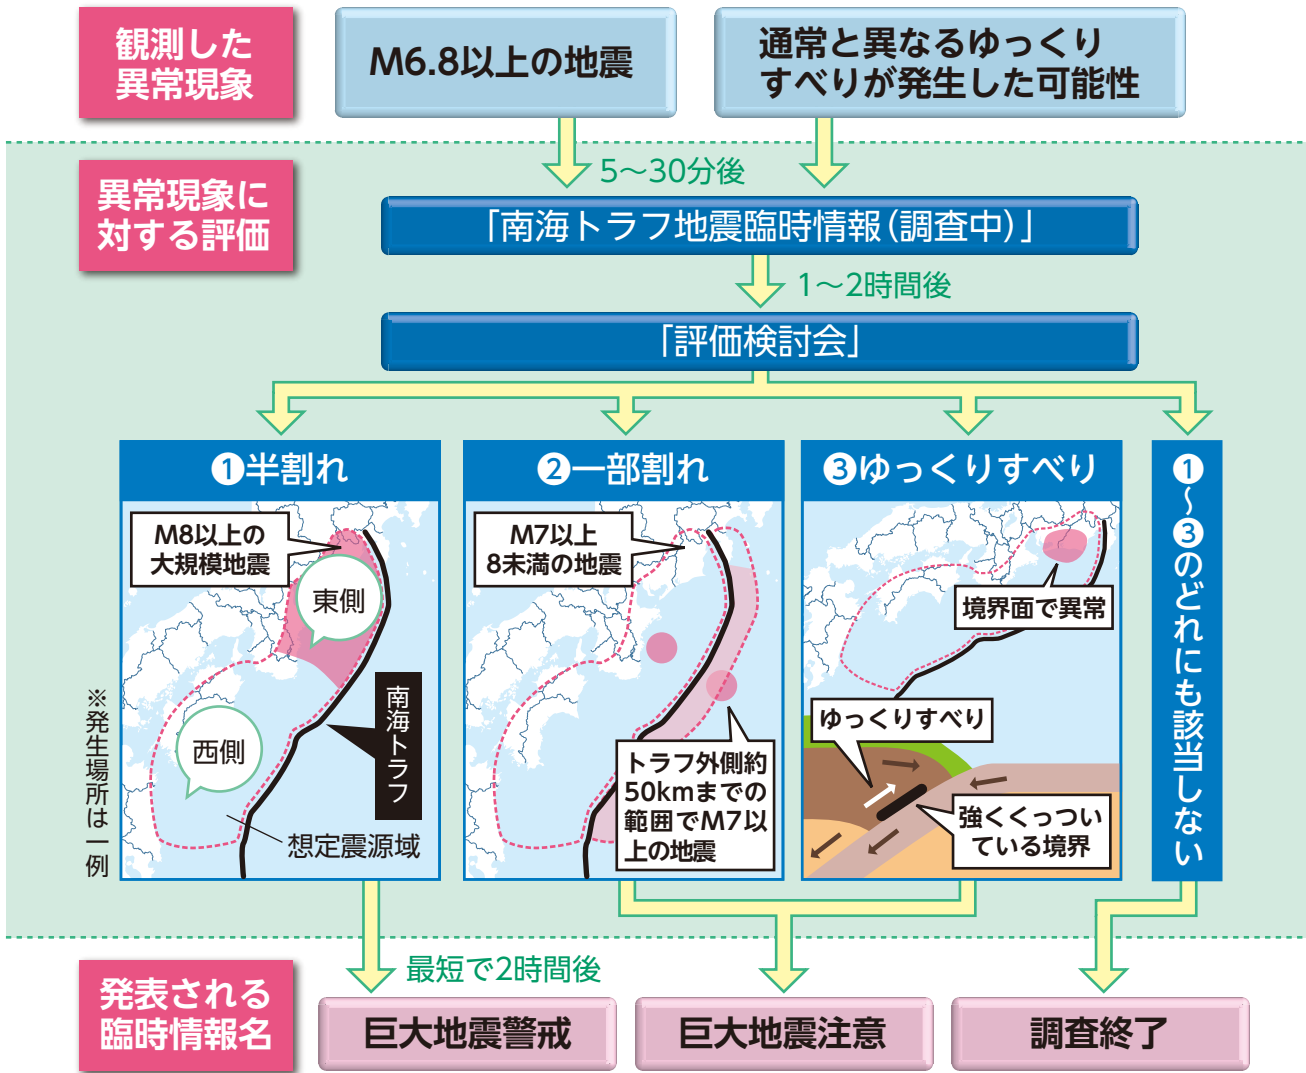 観測した
異常現象
M6.8以上の地震
通常と異なるゆっくり
すべりが発生した可能性
異常現象に
対する評価
5〜30分後
「南海トラフ地震臨時情報(調査中)」
1〜2時間後
「評価検討会」
❶半割れ
M8以上の
大規模地震
東側
西側
南海トラフ
想定震源域
※発生場所は一例
❷一部割れ
M7以上
8未満の地震
トラフ外側約
50kmまでの
範囲でM7以
上の地震
❸ゆっくりすべり
境界面で異常
ゆっくりすべり
強くくっつい
ている境界
❶〜❸のどれにも該当しない
発表される
臨時情報名
最短で2時間後
巨大地震警戒
巨大地震注意
調査終了